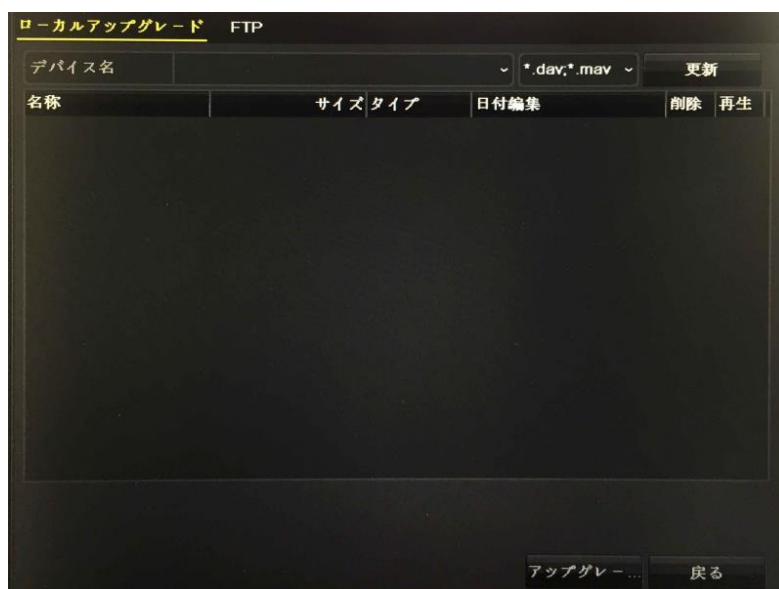 ローカルアップグレード FTP
デバイス名 *.dav;*.mav 更新
名称 サイズ タイプ 日付編集 削除 再生
アップグレー... 戻る